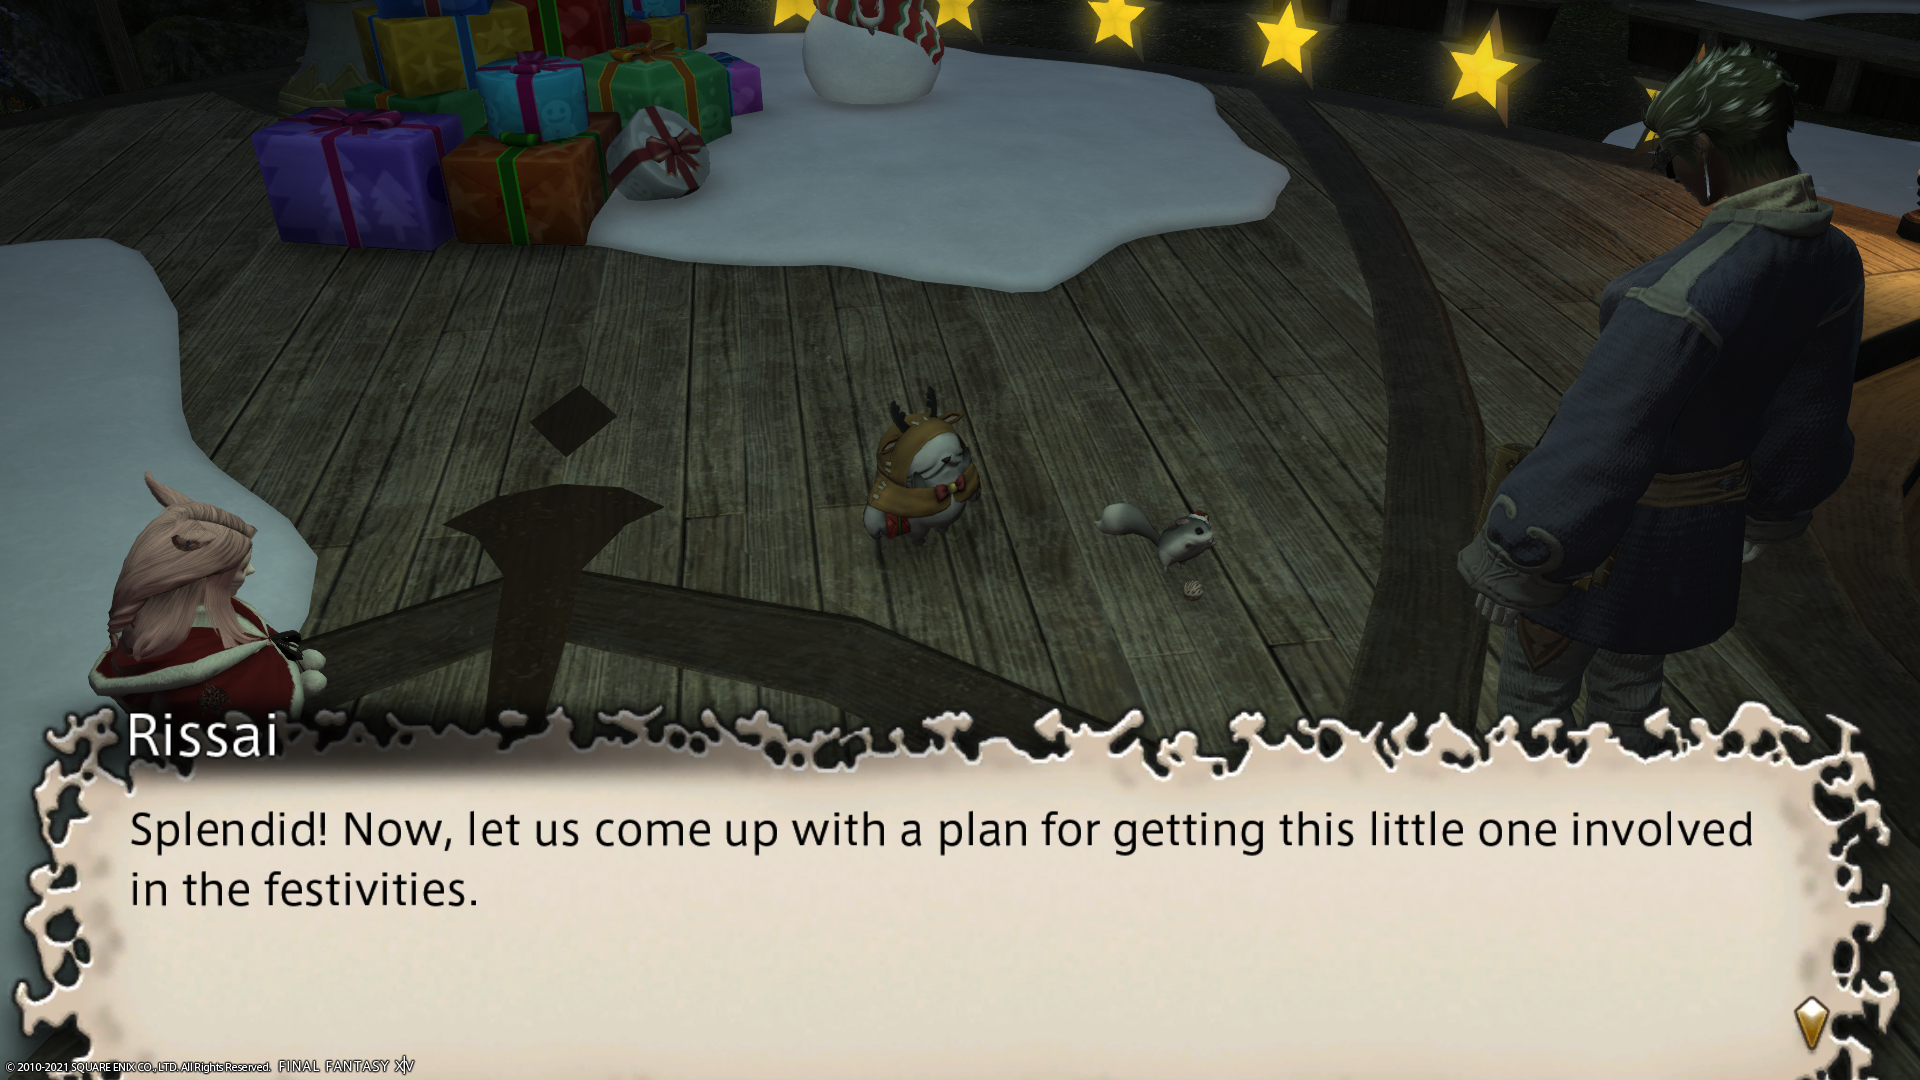 Rissai
Splendid! Now, let us come up with a plan for getting this little one involved
in the festivities.
© 2010-2021 SQUARE ENIX CO., LTD. All Rights Reserved. FINAL FANTASY XIV